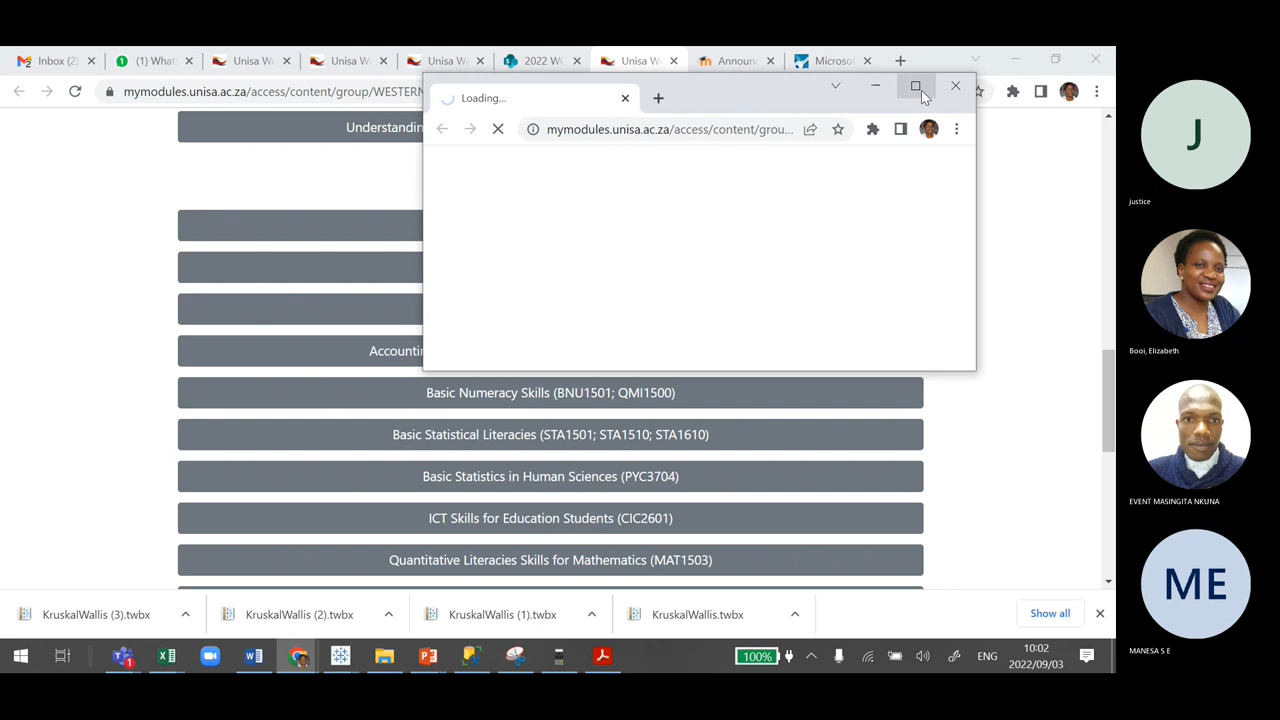 Inbox (2)
(1) What
Unisa W
Unisa W
Unisa W
2022 WC
Unisa W
Announc
Microsof
mymodules.unisa.ac.za/access/content/group/WESTERN
Loading...
mymodules.unisa.ac.za/access/content/grou...
Understanding
Accountin
Basic Numeracy Skills (BNU1501; QMI1500)
Basic Statistical Literacies (STA1501; STA1510; STA1610)
Basic Statistics in Human Sciences (PYC3704)
ICT Skills for Education Students (CIC2601)
Quantitative Literacies Skills for Mathematics (MAT1503)
KruskalWallis (3).twbx
KruskalWallis (2).twbx
KruskalWallis (1).twbx
KruskalWallis.twbx
Show all
100%
ENG
10:02
2022/09/03
J
justice
Booi, Elizabeth
EVENT MASINGITA NKUNA
ME
MANESA S E